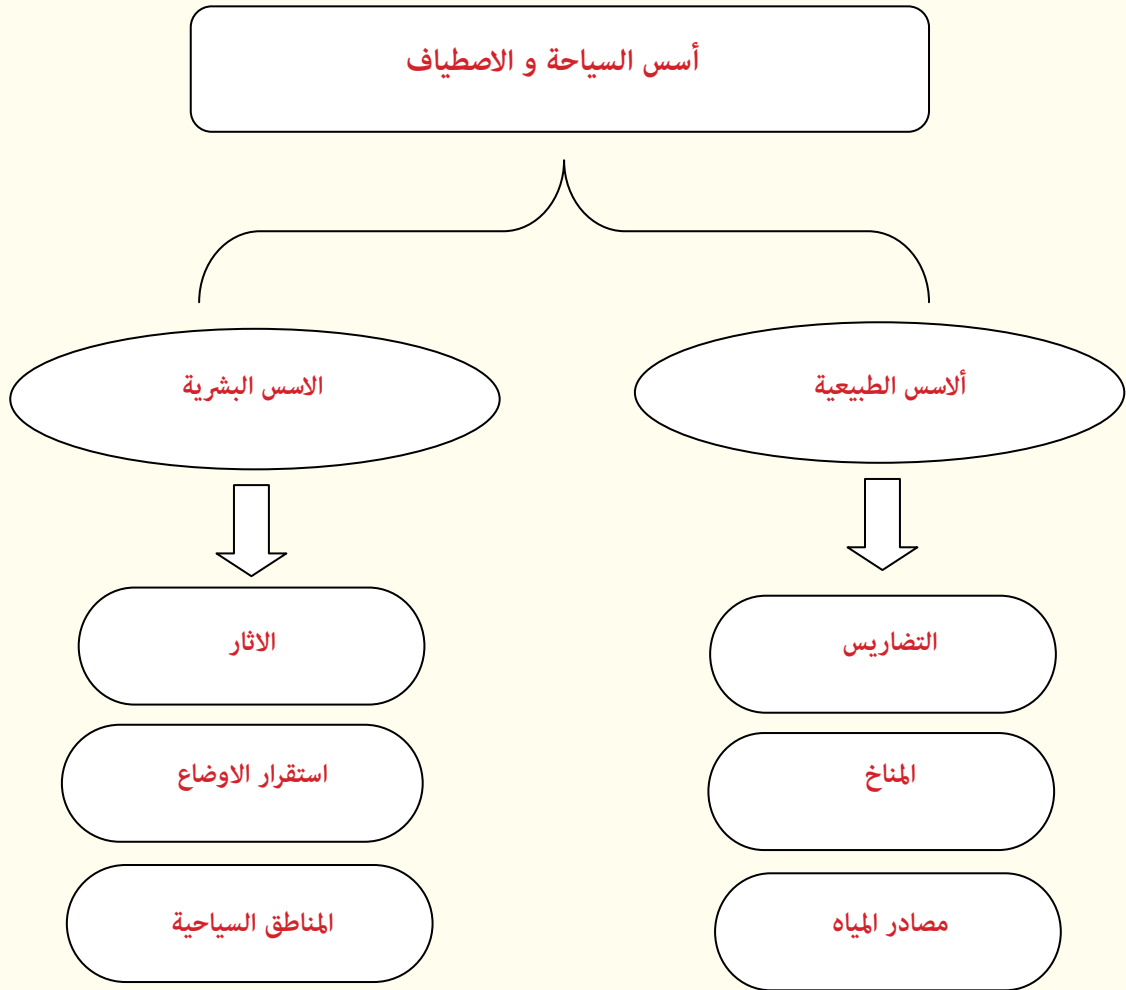 أسس السياحة و الاصطياف
ألاسس الطبيعية
الاسس البشرية
التضاريس
الاثار
المناخ
استقرار الاوضاع
مصادر المياه
المناطق السياحية